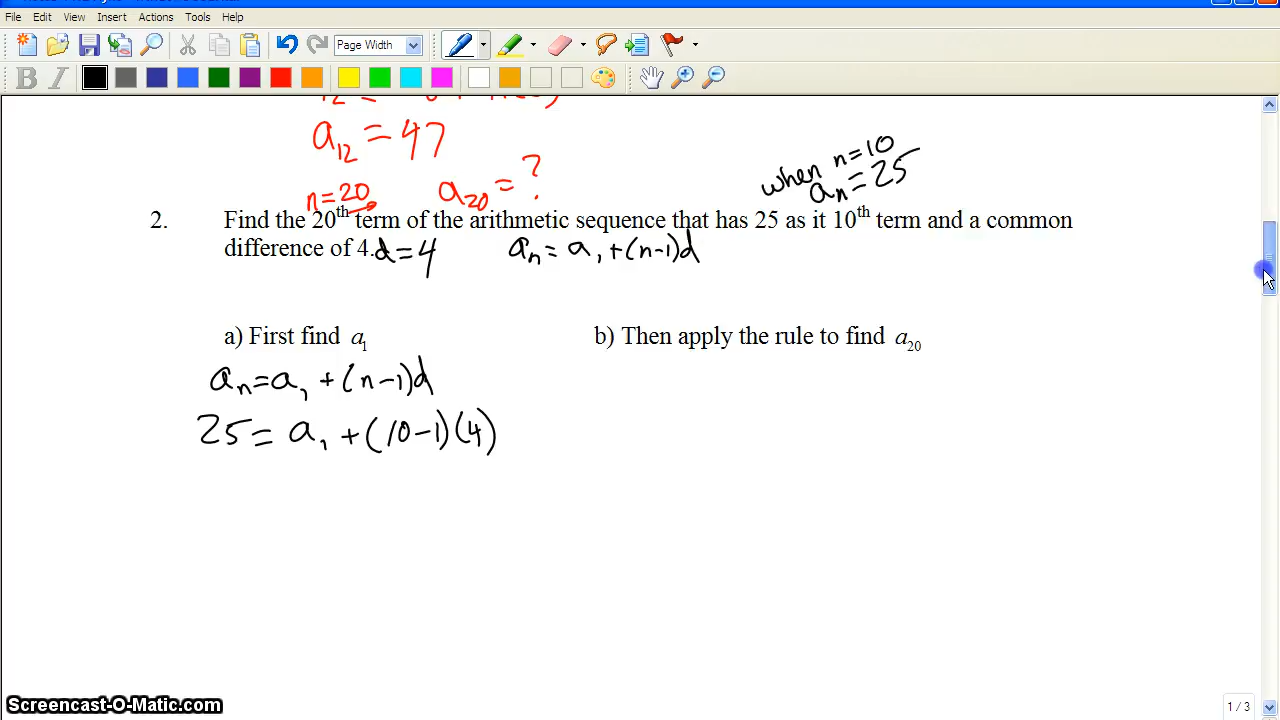 File Edit View Insert Actions Tools Help
Page Width
B I
a₁₂ = 47
when n=10
aₙ = 25
n=20 a₂₀ = ?
2. Find the 20th term of the arithmetic sequence that has 25 as it 10th term and a common
difference of 4. d=4 aₙ = a₁ + (n-1)d
a) First find a₁ b) Then apply the rule to find a₂₀
aₙ = a₁ + (n-1)d
25 = a₁ + (10-1)(4)
Screencast-O-Matic.com
1 / 3